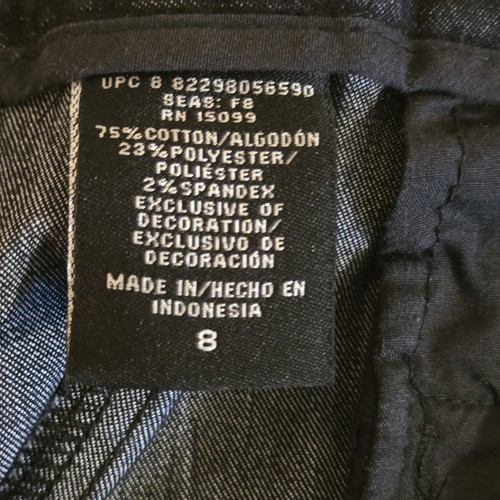 UPC 8 82298056590
SEAS: F8
RN 15099
75% COTTON/ALGODÓN
23% POLYESTER/
POLIÉSTER
2% SPANDEX
EXCLUSIVE OF
DECORATION/
EXCLUSIVO DE
DECORACIÓN
MADE IN/HECHO EN
INDONESIA
8